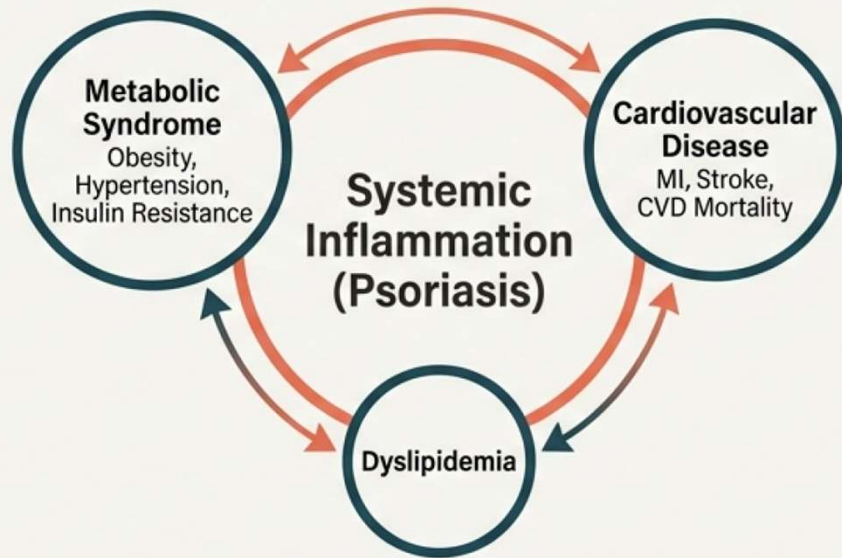 Metabolic
Syndrome
Obesity,
Hypertension,
Insulin Resistance
Cardiovascular
Disease
MI, Stroke,
CVD Mortality
Systemic
Inflammation
(Psoriasis)
Dyslipidemia